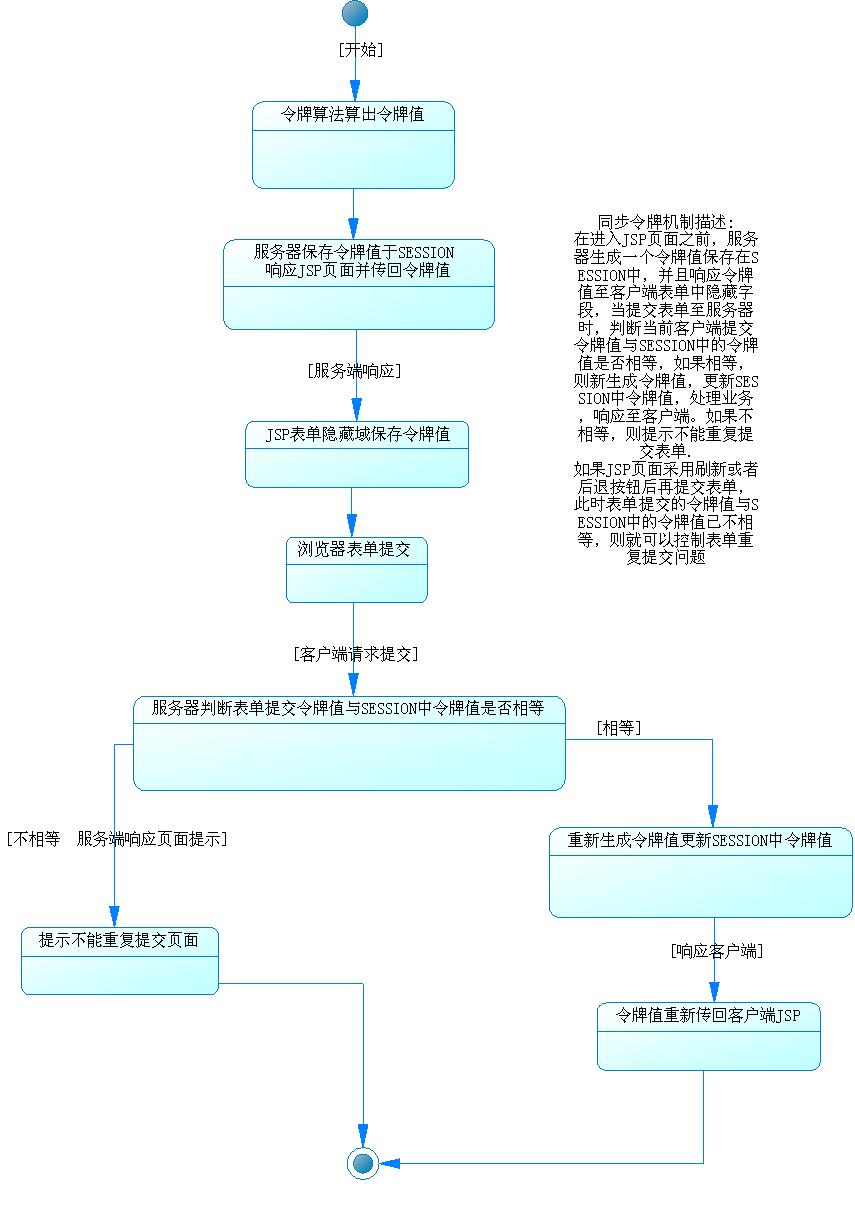 [开始]
令牌算法算出令牌值
服务器保存令牌值于SESSION
响应JSP页面并传回令牌值
[服务端响应]
JSP表单隐藏域保存令牌值
浏览器表单提交
[客户端请求提交]
服务器判断表单提交令牌值与SESSION中令牌值是否相等
[相等]
[不相等 服务端响应页面提示]
重新生成令牌值更新SESSION中令牌值
提示不能重复提交页面
[响应客户端]
令牌值重新传回客户端JSP
同步令牌机制描述:
在进入JSP页面之前，服务
器生成一个令牌值保存在S
ESSION中，并且响应令牌
值至客户端表单中隐藏字
段，当提交表单至服务器
时，判断当前客户端提交
令牌值与SESSION中的令牌
值是否相等，如果相等，
则新生成令牌值，更新SES
SION中令牌值，处理业务
，响应至客户端。如果不
相等，则提示不能重复提
交表单.
如果JSP页面采用刷新或者
后退按钮后再提交表单，
此时表单提交的令牌值与S
ESSION中的令牌值已不相
等，则就可以控制表单重
复提交问题